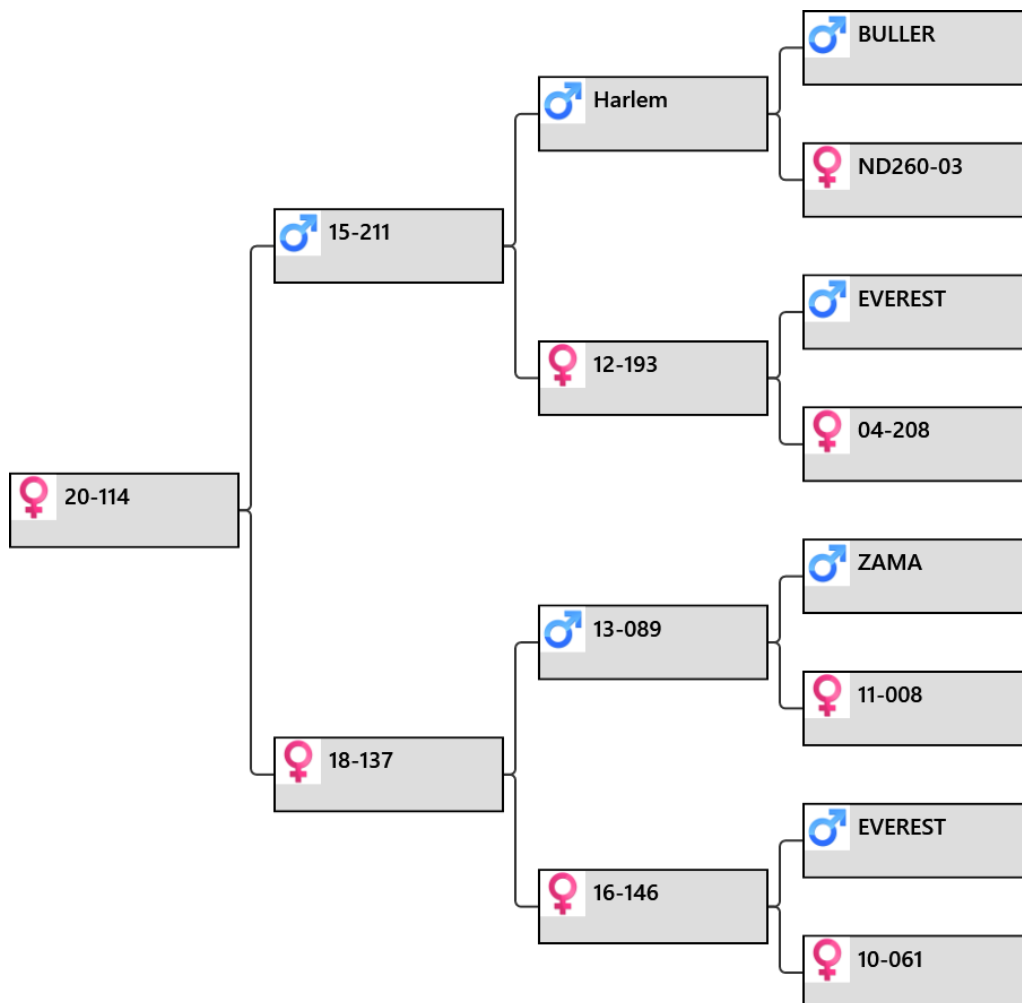 BULLER
Harlem
ND260-03
15-211
EVEREST
12-193
04-208
20-114
ZAMA
13-089
11-008
18-137
EVEREST
16-146
10-061